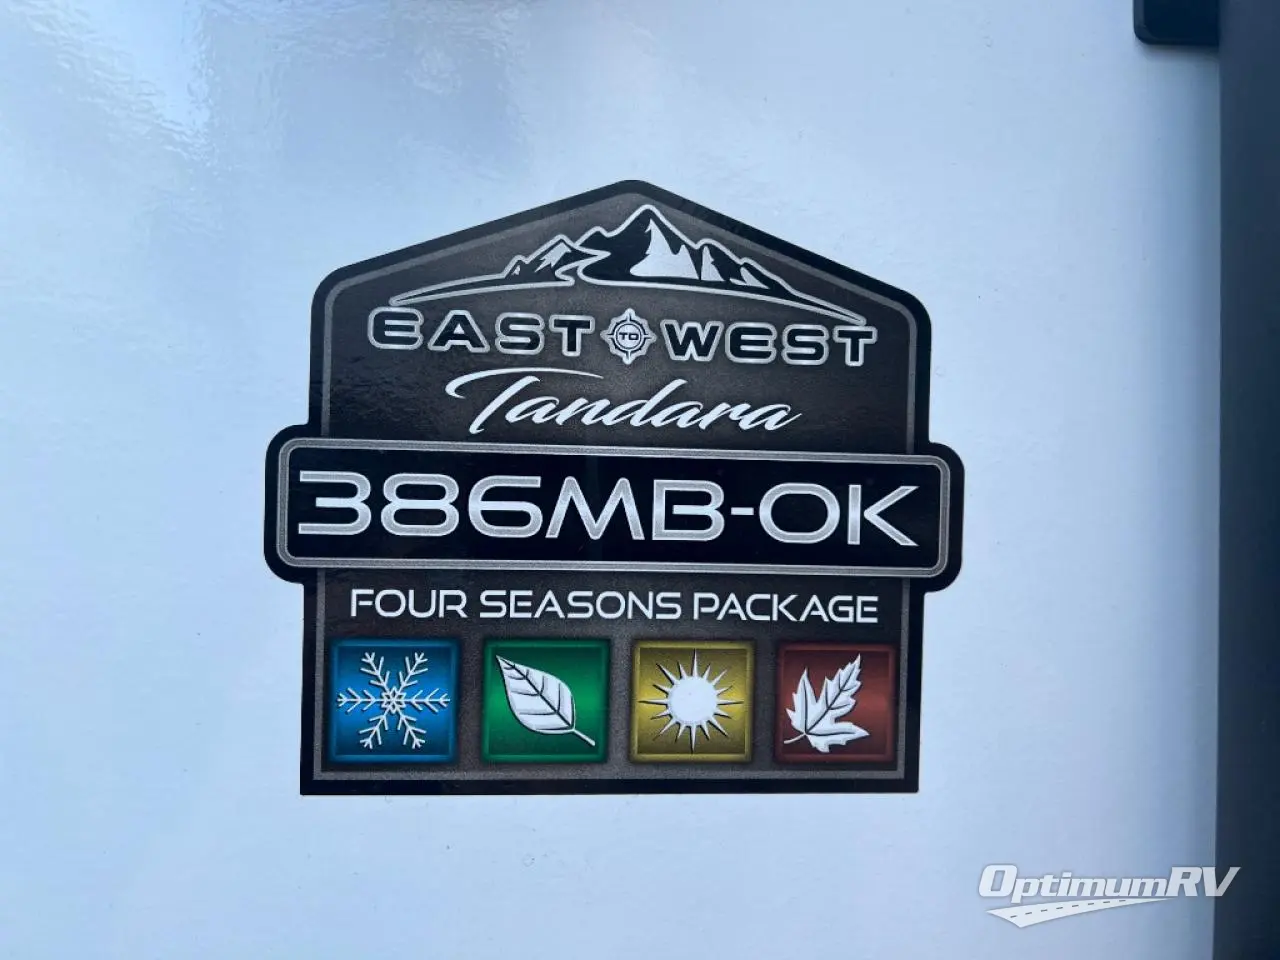 EAST TO WEST
Tandara
386MB-OK
FOUR SEASONS PACKAGE
OptimumRV